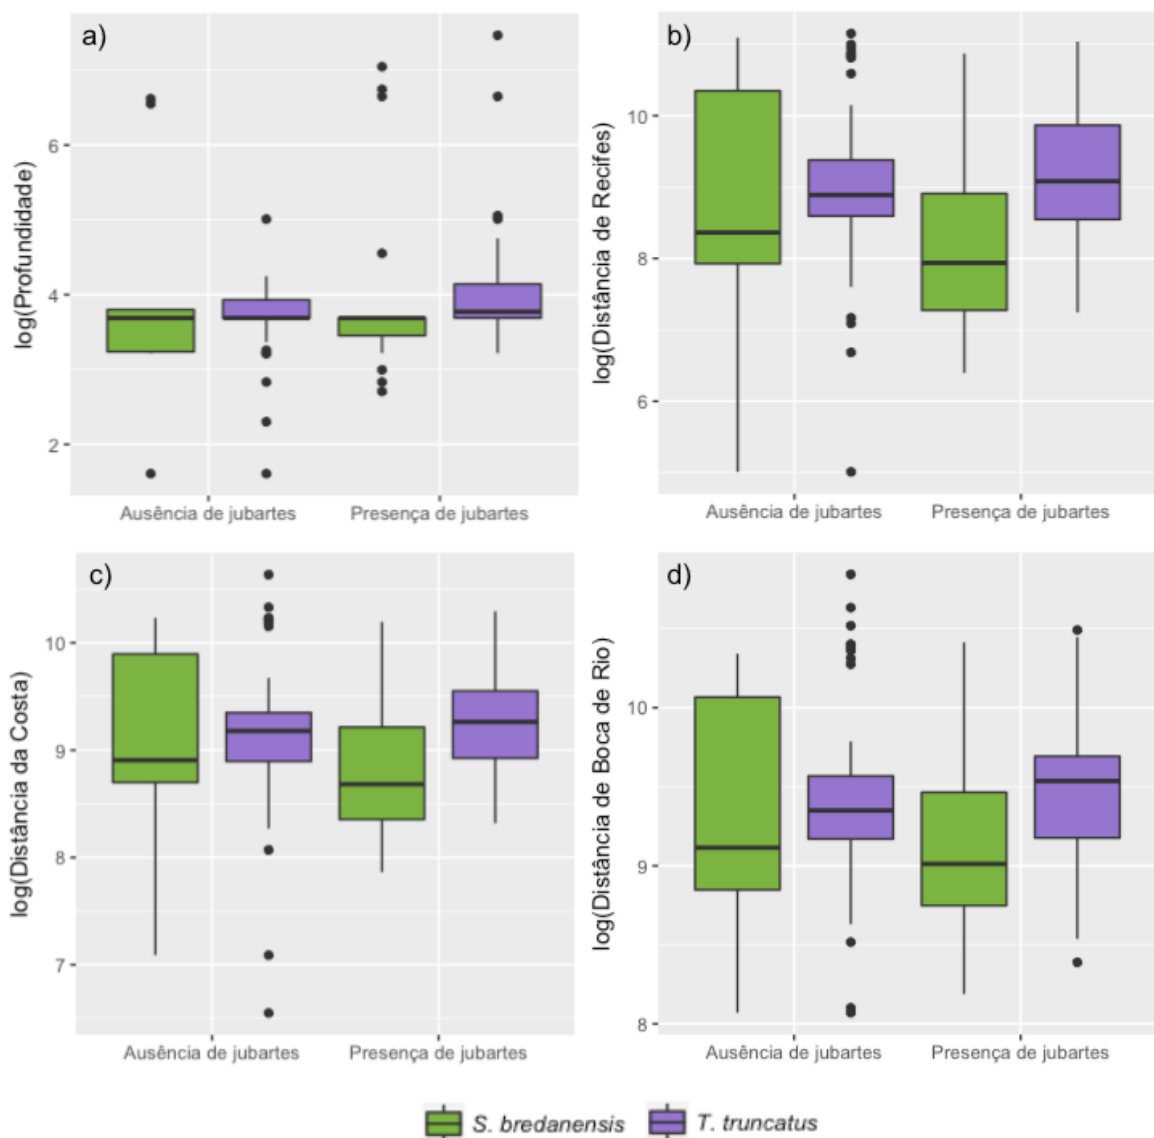 a)
log(Profundidade)
6
4
2
Ausência de jubartes Presença de jubartes
b)
log(Distância de Recifes)
10
8
6
Ausência de jubartes Presença de jubartes
c)
log(Distância da Costa)
10
9
8
7
Ausência de jubartes Presença de jubartes
d)
log(Distância de Boca de Rio)
10
9
8
Ausência de jubartes Presença de jubartes
S. bredanensis T. truncatus